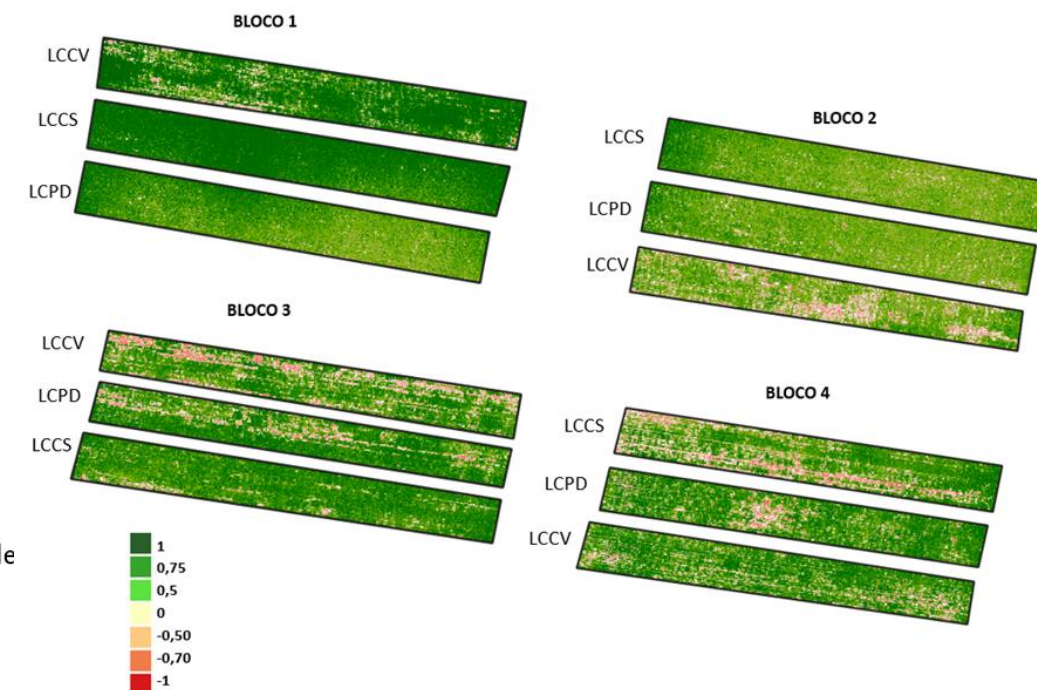 BLOCO 1
LCCV
LCCS
LCPD
BLOCO 2
LCCS
LCPD
LCCV
BLOCO 3
LCCV
LCPD
LCCS
BLOCO 4
LCCS
LCPD
LCCV
le
1
0,75
0,5
0
-0,50
-0,70
-1